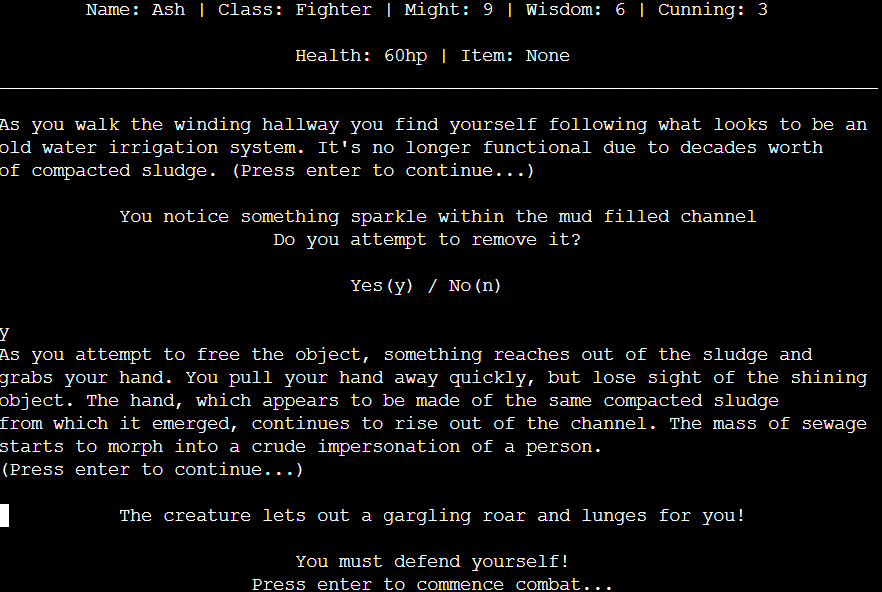 Name: Ash | Class: Fighter | Might: 9 | Wisdom: 6 | Cunning: 3
Health: 60hp | Item: None
As you walk the winding hallway you find yourself following what looks to be an
old water irrigation system. It's no longer functional due to decades worth
of compacted sludge. (Press enter to continue...)
You notice something sparkle within the mud filled channel
Do you attempt to remove it?
Yes(y) / No(n)
y
As you attempt to free the object, something reaches out of the sludge and
grabs your hand. You pull your hand away quickly, but lose sight of the shining
object. The hand, which appears to be made of the same compacted sludge
from which it emerged, continues to rise out of the channel. The mass of sewage
starts to morph into a crude impersonation of a person.
(Press enter to continue...)
The creature lets out a gargling roar and lunges for you!
You must defend yourself!
Press enter to commence combat...